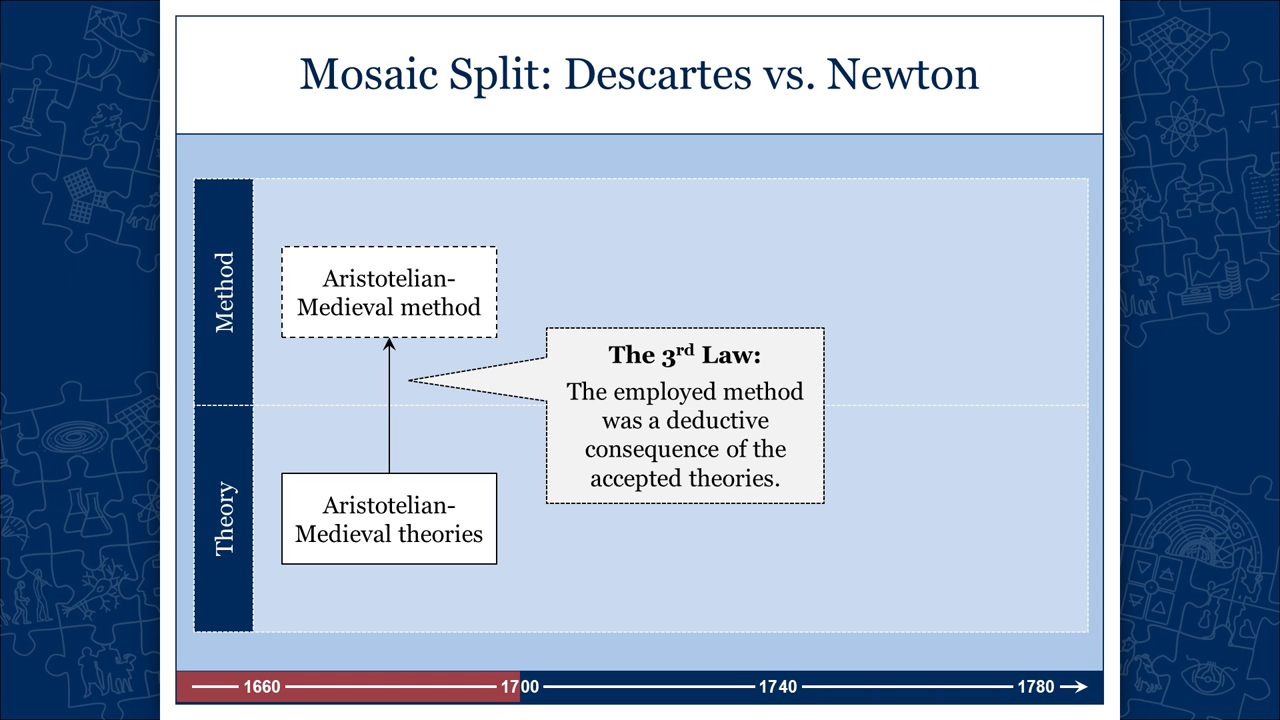 Mosaic Split: Descartes vs. Newton
Method
Aristotelian-
Medieval method
The 3rd Law:
The employed method
was a deductive
consequence of the
accepted theories.
Theory
Aristotelian-
Medieval theories
1660
1700
1740
1780
√-1